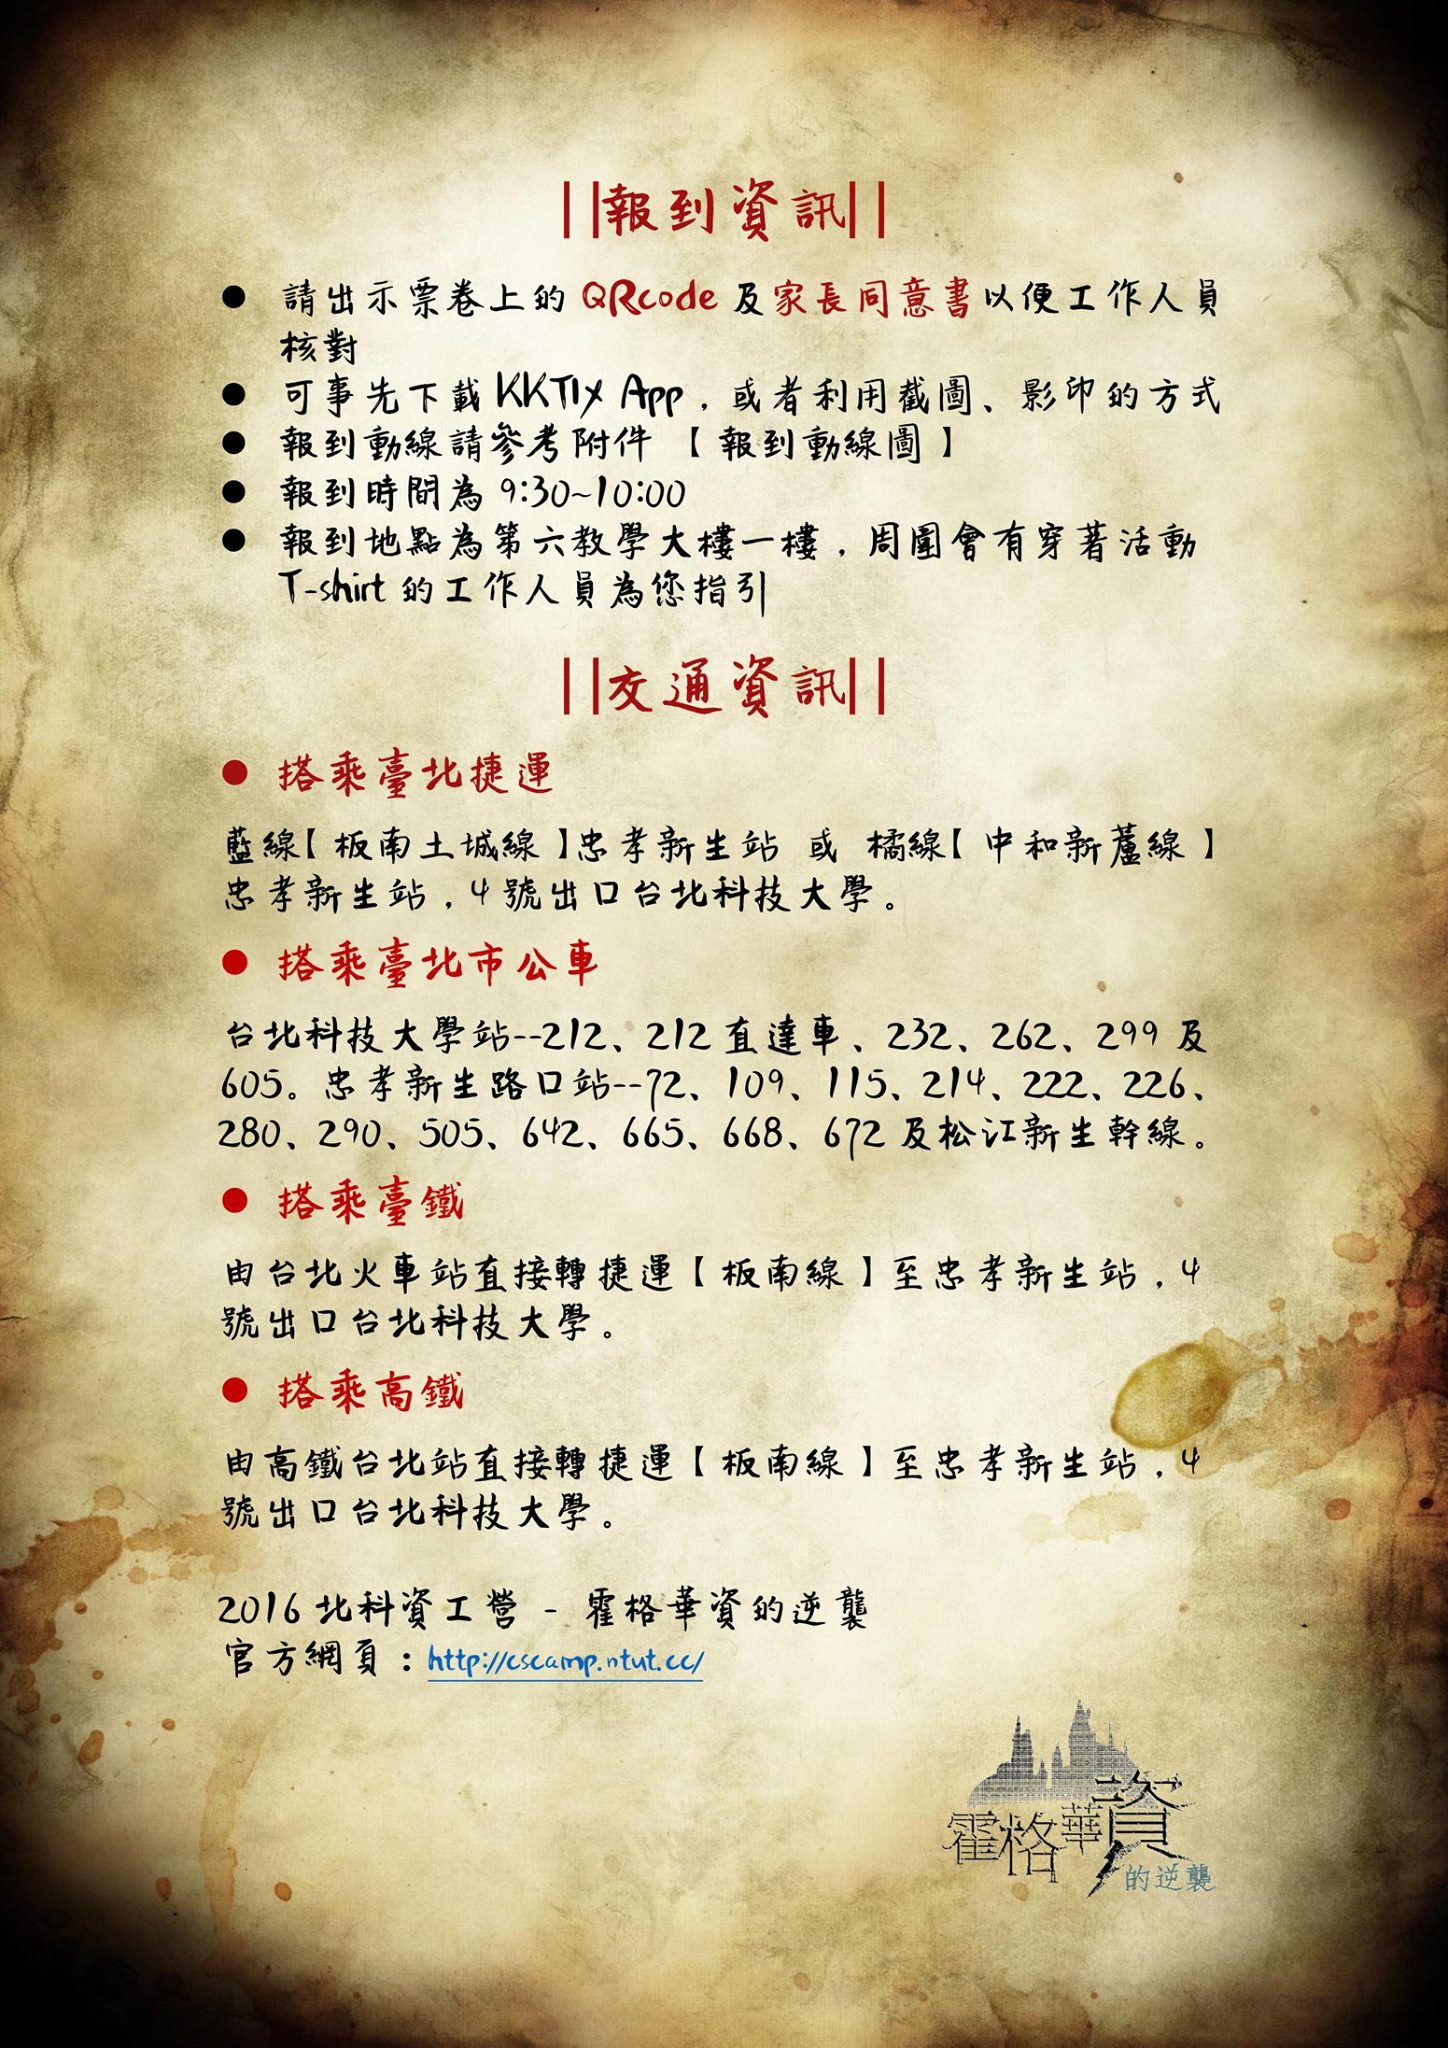 ||報到資訊||
● 請出示票卷上的 QRcode 及家長同意書以便工作人員
核對
● 可事先下載 KKTIX App，或者利用截圖、影印的方式
● 報到動線請參考附件 【報到動線圖】
● 報到時間為 9:30~10:00
● 報到地點為第六教學大樓一樓，周圍會有穿著活動
T-shirt 的工作人員為您指引
||交通資訊||
● 搭乘臺北捷運
藍線【板南土城線】忠孝新生站 或 橘線【中和新蘆線】
忠孝新生站，4 號出口台北科技大學。
● 搭乘臺北市公車
台北科技大學站--212、212 直達車、232、262、299 及
605。忠孝新生路口站--72、109、115、214、222、226、
280、290、505、642、665、668、672 及松江新生幹線。
● 搭乘臺鐵
由台北火車站直接轉捷運【板南線】至忠孝新生站，4
號出口台北科技大學。
● 搭乘高鐵
由高鐵台北站直接轉捷運【板南線】至忠孝新生站，4
號出口台北科技大學。
2016 北科資工營 - 霍格華資的逆襲
官方網頁：http://cscamp.ntut.cc/
霍格華資
的逆襲